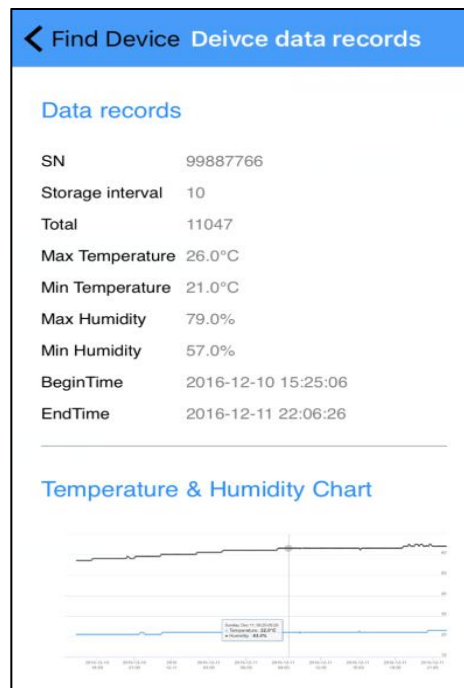 Find Device Deivce data records
Data records
SN 99887766
Storage interval 10
Total 11047
Max Temperature 26.0°C
Min Temperature 21.0°C
Max Humidity 79.0%
Min Humidity 57.0%
BeginTime 2016-12-10 15:25:06
EndTime 2016-12-11 22:06:26
Temperature & Humidity Chart